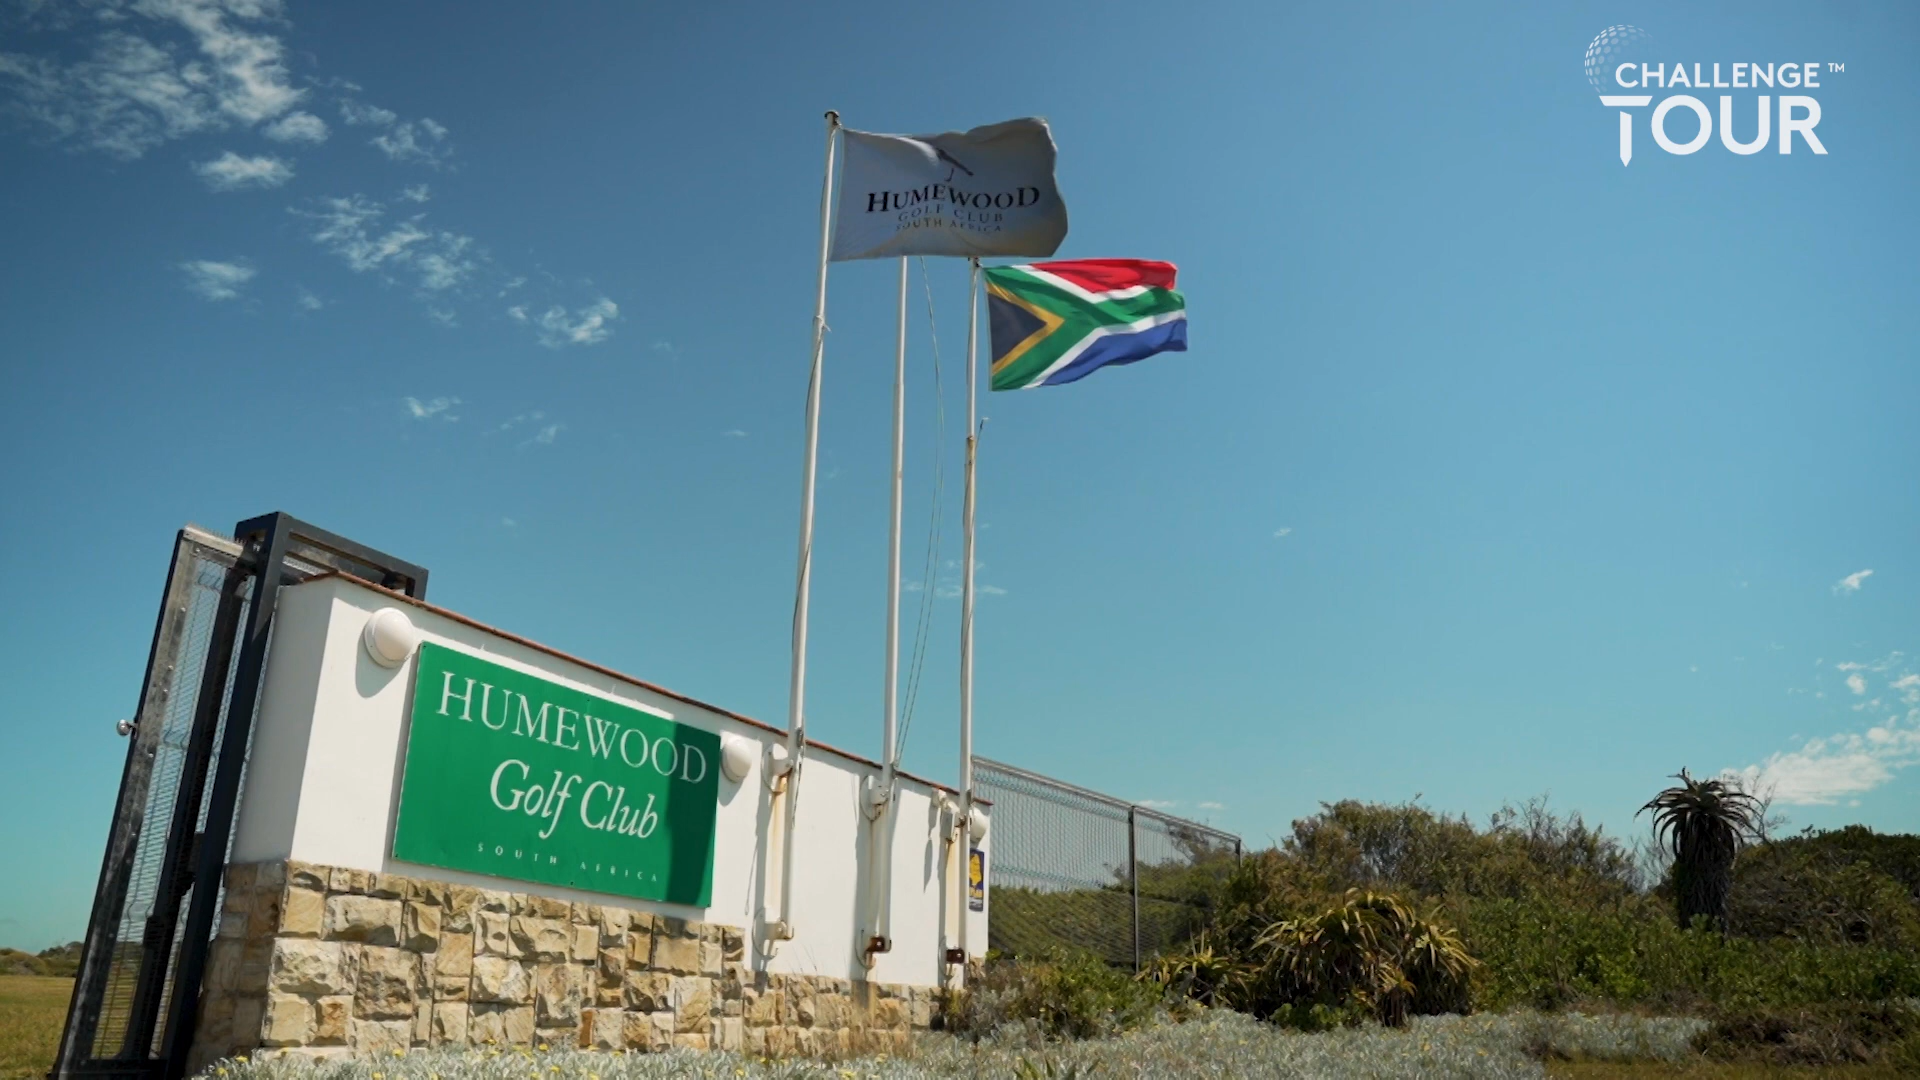 CHALLENGE™
TOUR
HUMEWOOD
GOLF CLUB
SOUTH AFRICA
HUMEWOOD
Golf Club
SOUTH AFRICA